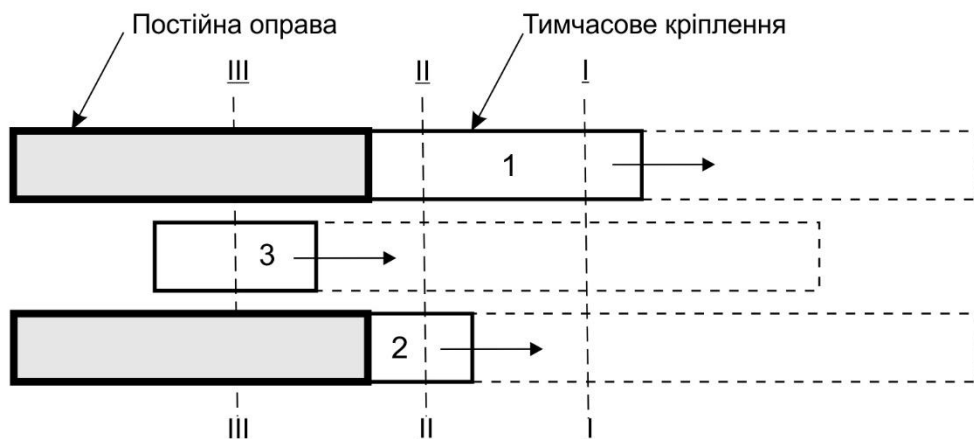 Постійна оправа
Тимчасове кріплення
III
II
I
1
3
2
III
II
I